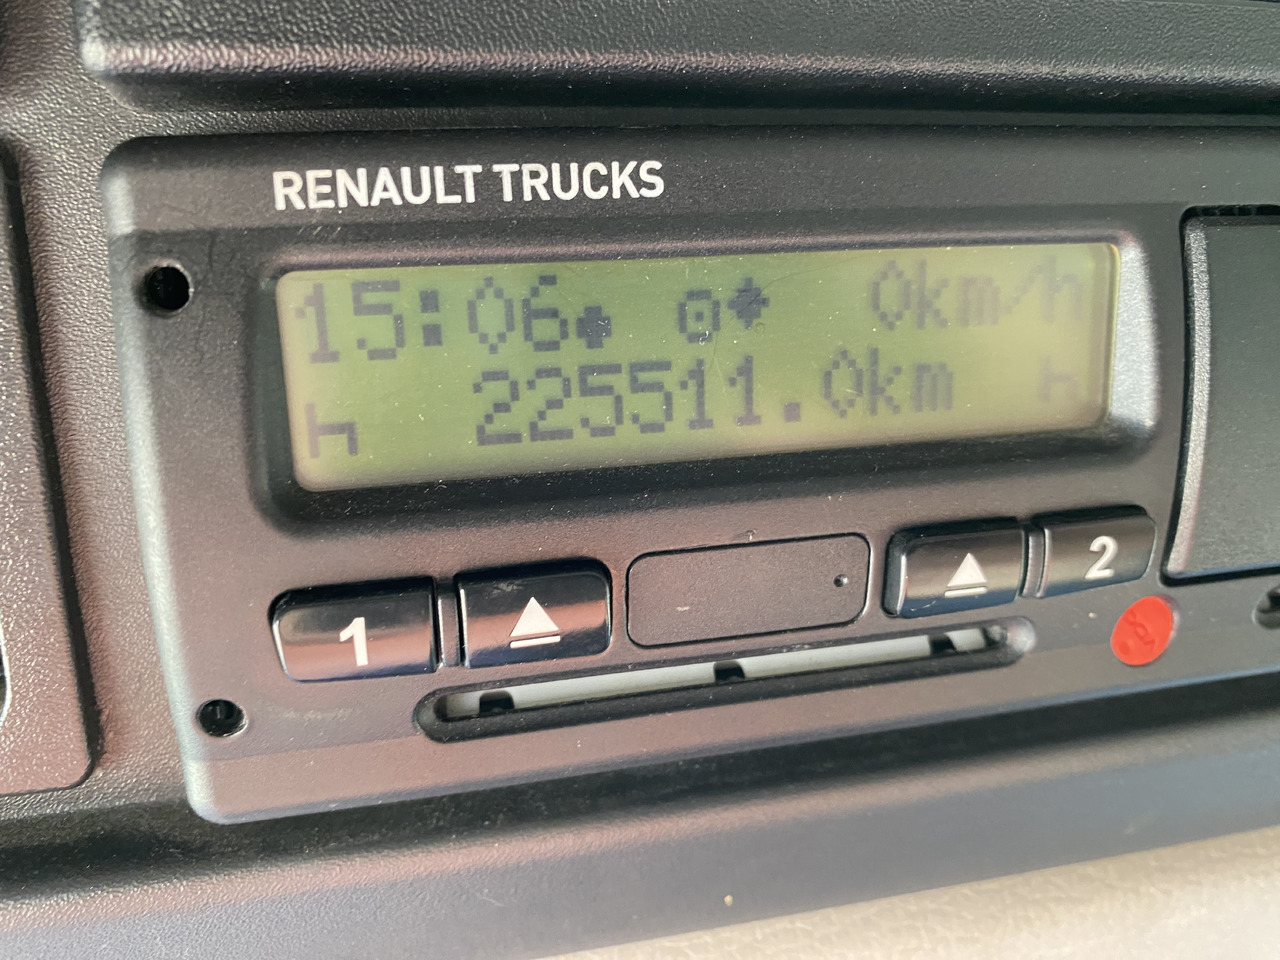 RENAULT TRUCKS
15:06 0km/h
h 225511.0km h
1 2